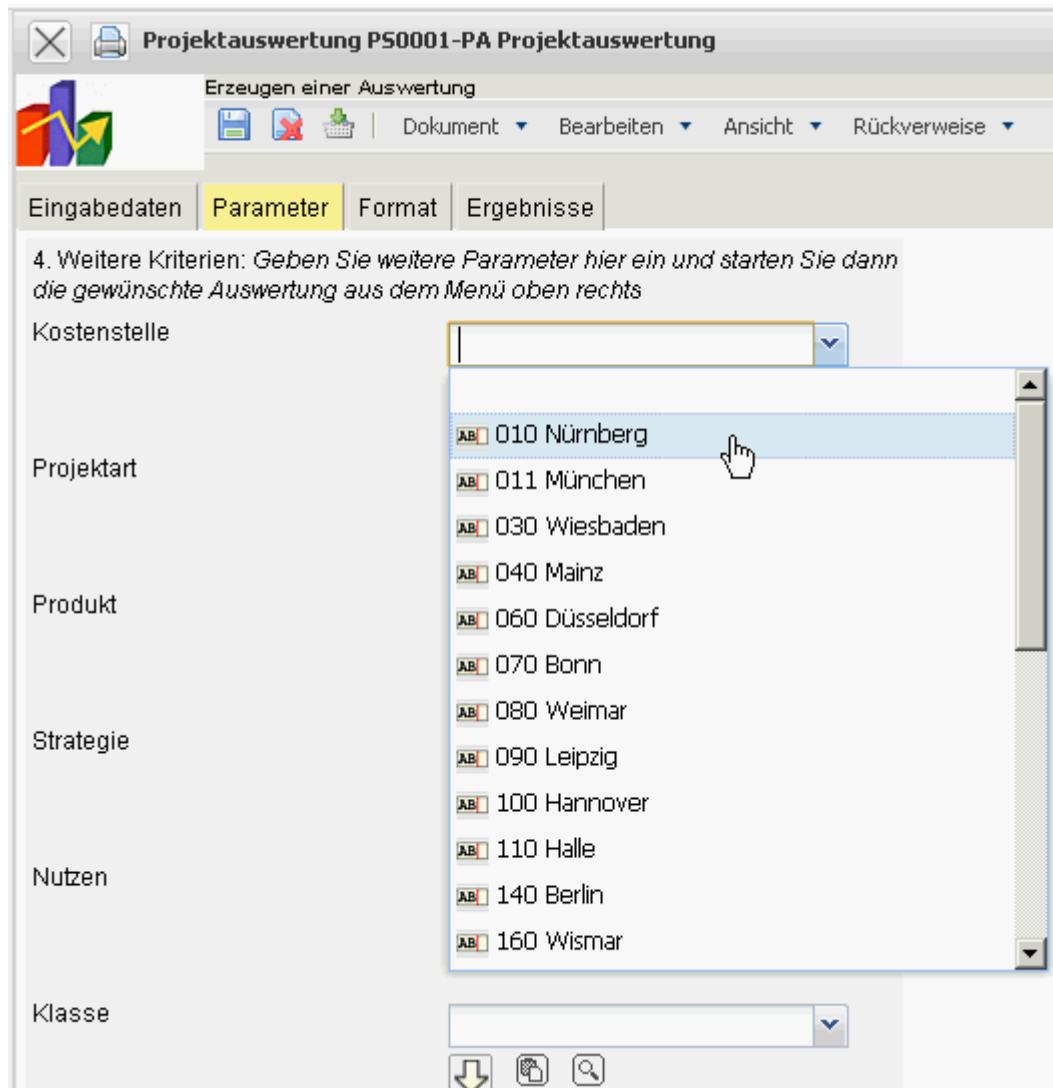 Projektauswertung PS0001-PA Projektauswertung
Erzeugen einer Auswertung
Dokument Bearbeiten Ansicht Rückverweise
Eingabedaten Parameter Format Ergebnisse
4. Weitere Kriterien: Geben Sie weitere Parameter hier ein und starten Sie dann
die gewünschte Auswertung aus dem Menü oben rechts
Kostenstelle
010 Nürnberg
011 München
030 Wiesbaden
040 Mainz
060 Düsseldorf
070 Bonn
080 Weimar
090 Leipzig
100 Hannover
110 Halle
140 Berlin
160 Wismar
Projektart
Produkt
Strategie
Nutzen
Klasse